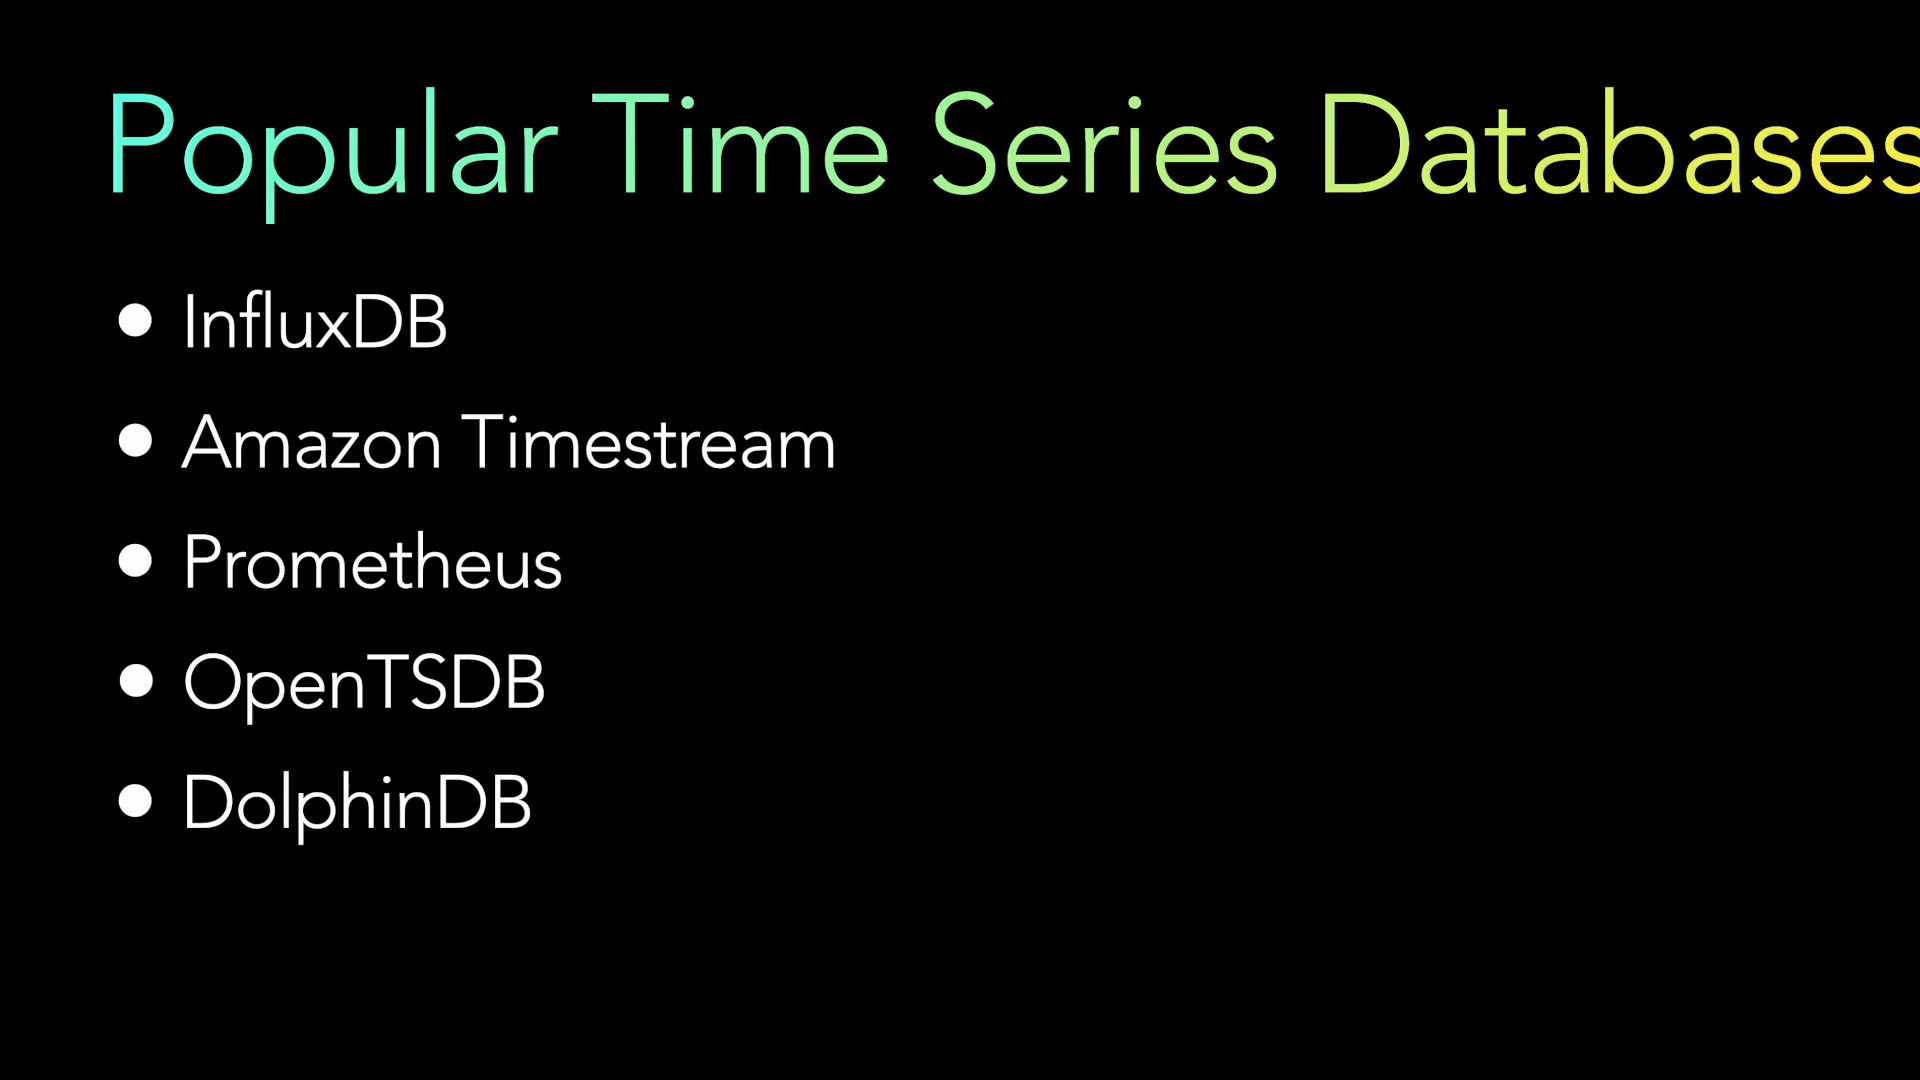 Popular Time Series Databases
• InfluxDB
• Amazon Timestream
• Prometheus
• OpenTSDB
• DolphinDB